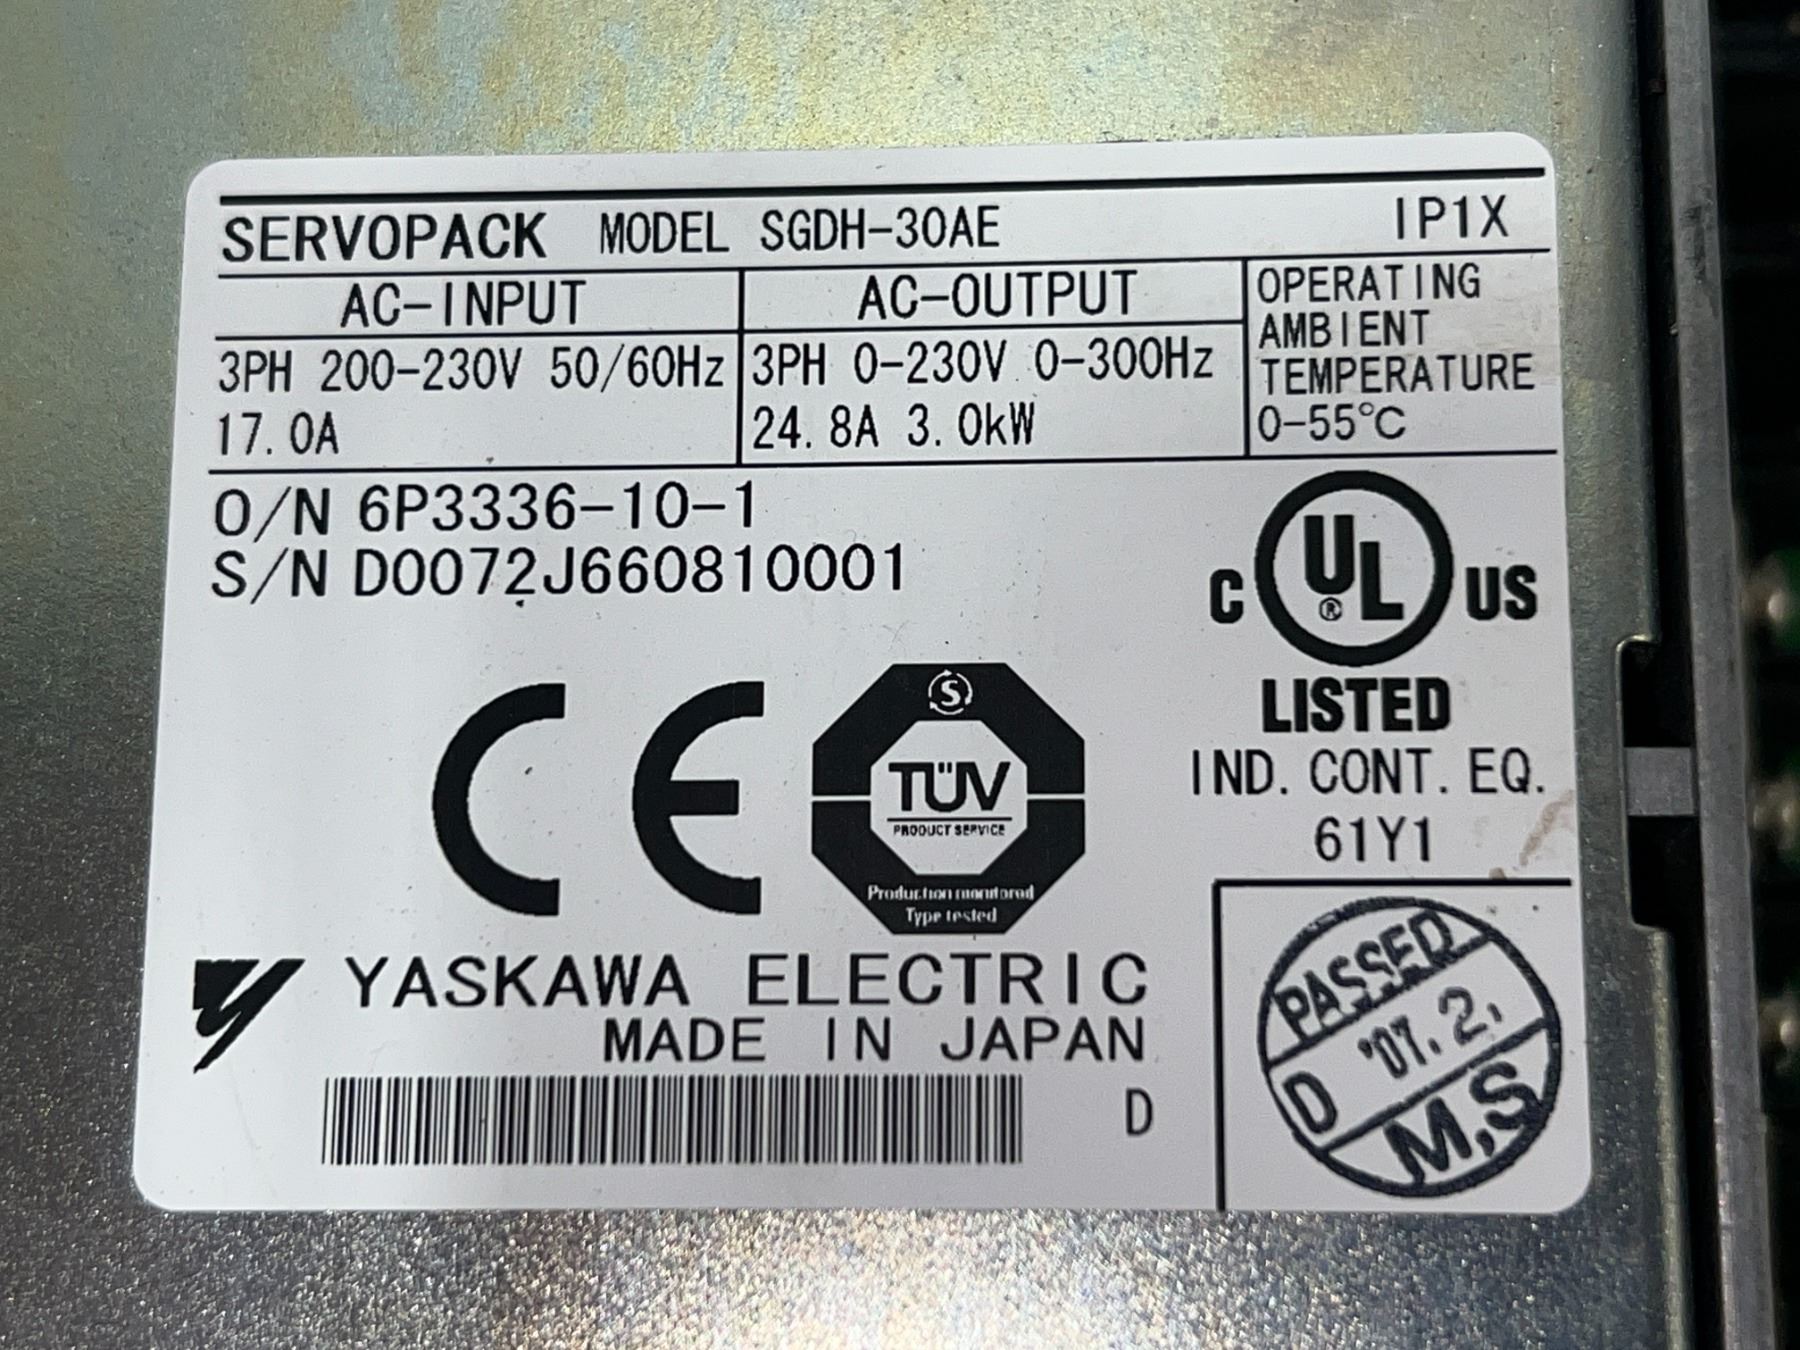 SERVOPACK MODEL SGDH-30AE IP1X
AC-INPUT
3PH 200-230V 50/60Hz
17.0A
AC-OUTPUT
3PH 0-230V 0-300Hz
24.8A 3.0kW
OPERATING
AMBIENT
TEMPERATURE
0-55℃
O/N 6P3336-10-1
S/N D0072J660810001
C UL® US
LISTED
IND. CONT. EQ.
61Y1
CE
S
TÜV
PRODUCT SERVICE
Production monitored
Type tested
YASKAWA ELECTRIC
MADE IN JAPAN
D
PASSED
'07.2.
D
M.S